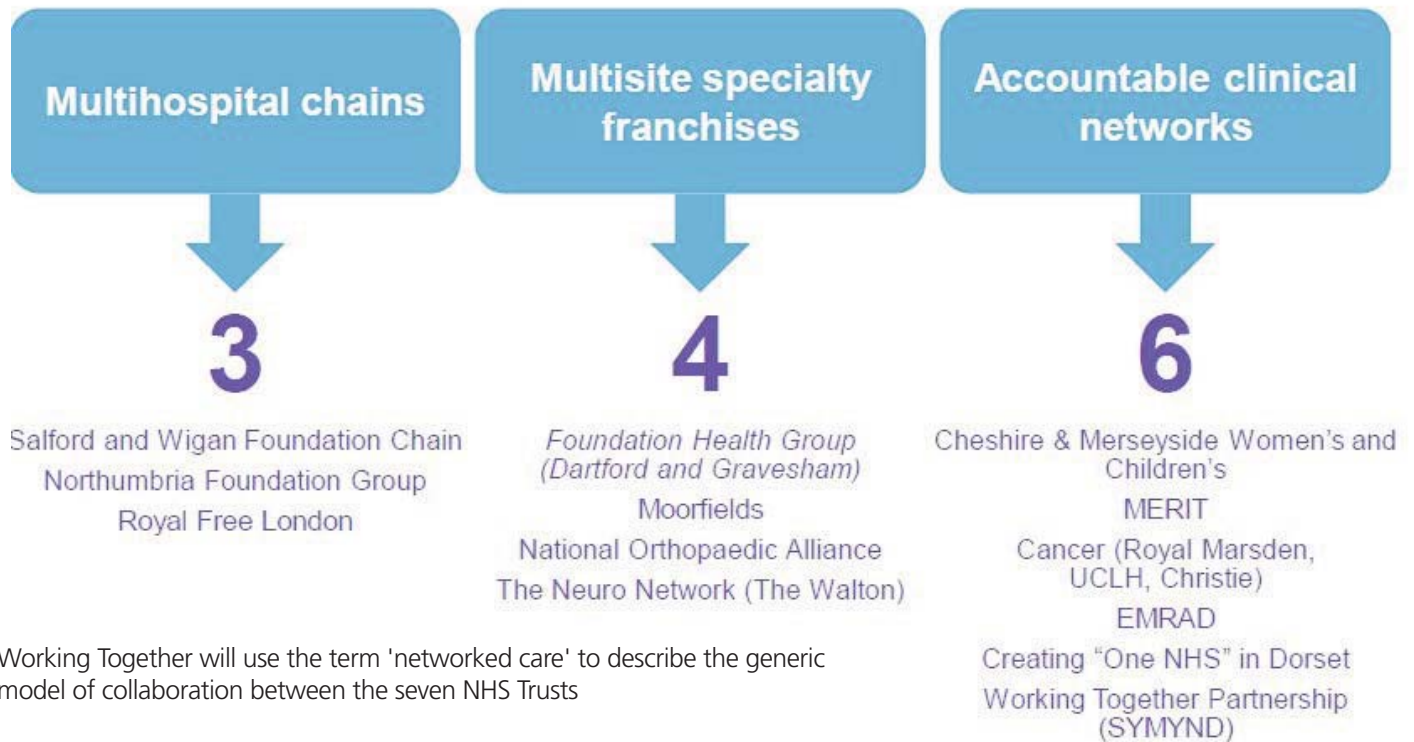 Multihospital chains
3
Salford and Wigan Foundation Chain
Northumbria Foundation Group
Royal Free London
Multisite specialty
franchises
4
Foundation Health Group
(Dartford and Gravesham)
Moorfields
National Orthopaedic Alliance
The Neuro Network (The Walton)
Accountable clinical
networks
6
Cheshire & Merseyside Women's and
Children's
MERIT
Cancer (Royal Marsden,
UCLH, Christie)
EMRAD
Creating “One NHS” in Dorset
Working Together Partnership
(SYMYND)
Working Together will use the term 'networked care' to describe the generic
model of collaboration between the seven NHS Trusts